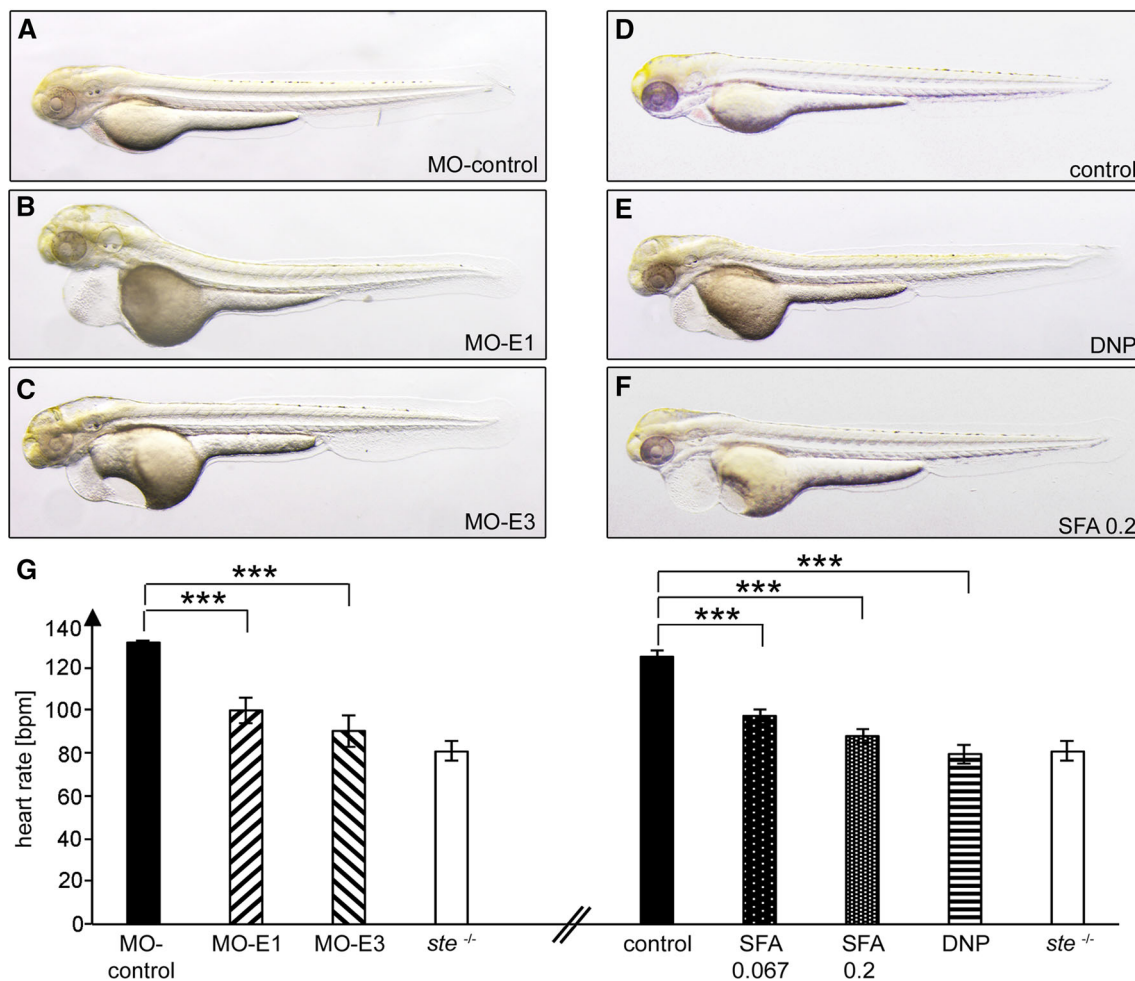 A
MO-control
B
MO-E1
C
MO-E3
D
control
E
DNP
F
SFA 0.2
G
***
***
***
***
***
heart rate [bpm]
140
120
100
80
60
40
20
0
MO-
control
MO-E1
MO-E3
ste -/-
control
SFA
0.067
SFA
0.2
DNP
ste -/-